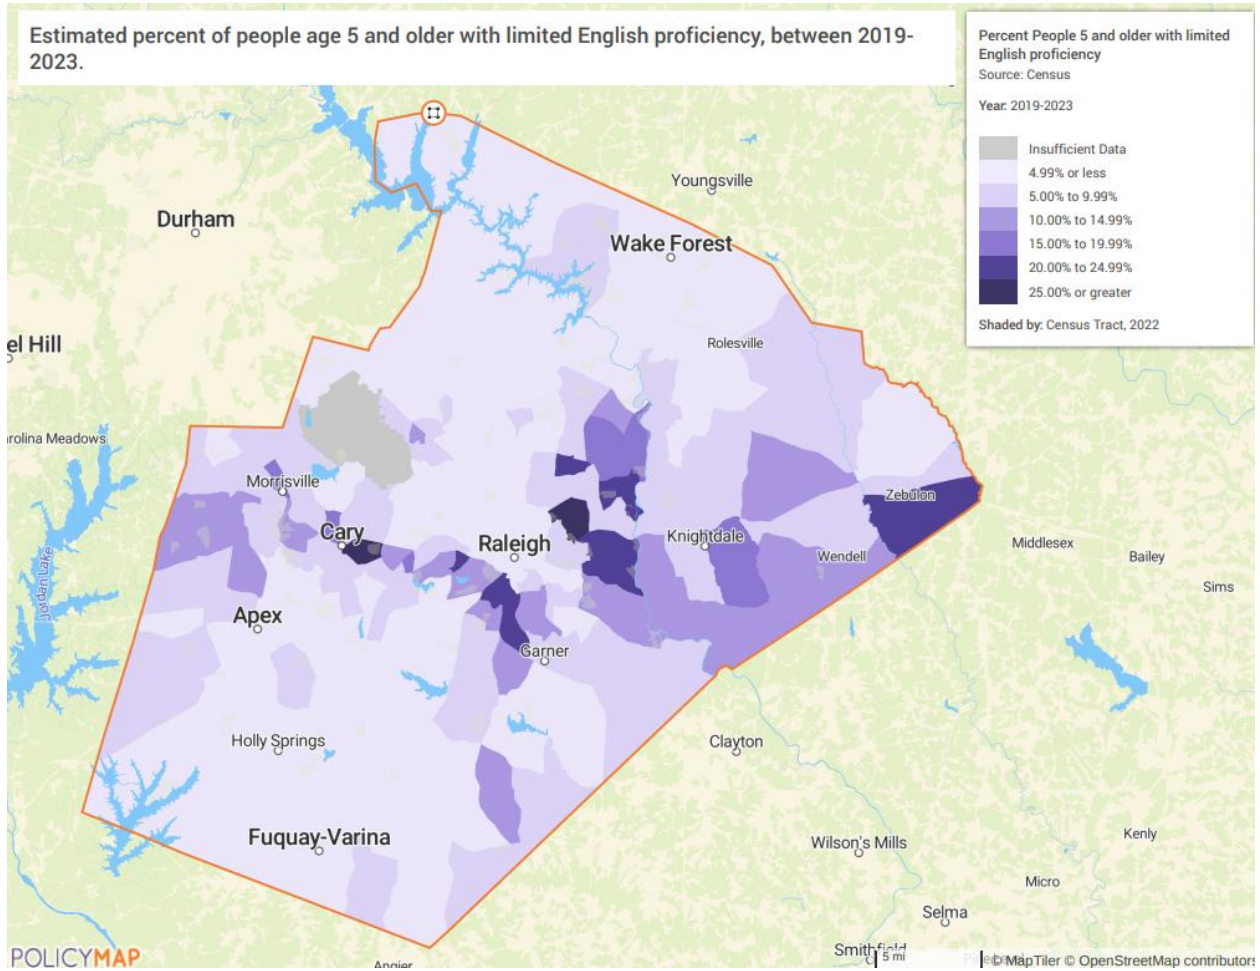 Estimated percent of people age 5 and older with limited English proficiency, between 2019-
2023.
Percent People 5 and older with limited
English proficiency
Source: Census
Year: 2019-2023
Insufficient Data
4.99% or less
5.00% to 9.99%
10.00% to 14.99%
15.00% to 19.99%
20.00% to 24.99%
25.00% or greater
Shaded by: Census Tract, 2022
Youngsville
Durham
Wake Forest
el Hill
Rolesville
arolina Meadows
Morrisville
Zebulon
Cary
Raleigh
Knightdale
Middlesex
Wendell
Bailey
Sims
Jordan Lake
Apex
Garner
Holly Springs
Clayton
Fuquay-Varina
Wilson's Mills
Kenly
Micro
Selma
Smithfield
POLICYMAP
Angier
5 mi
© MapTiler © OpenStreetMap contributors